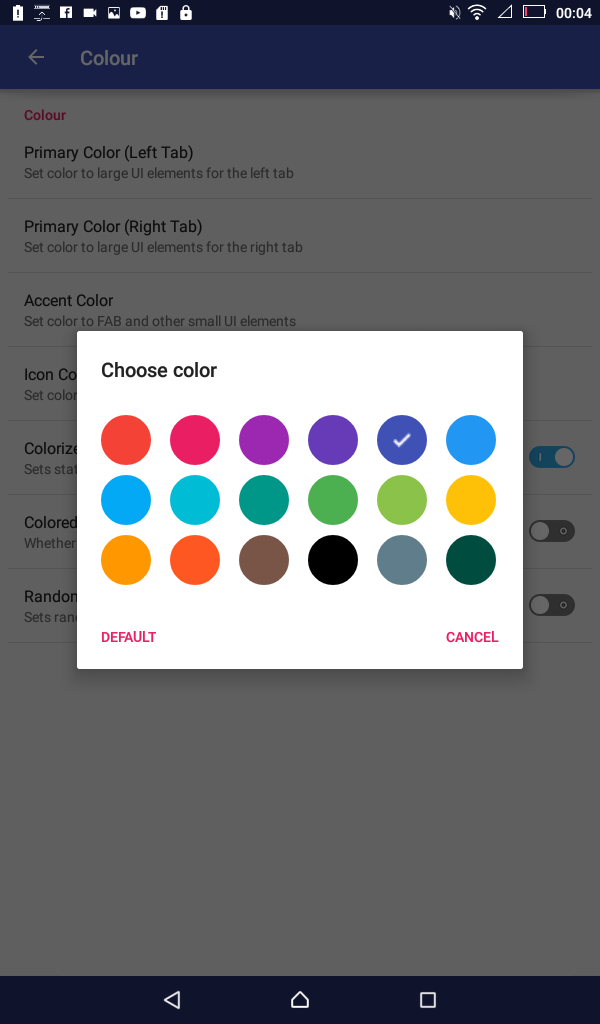 00:04
Colour
Colour
Primary Color (Left Tab)
Set color to large UI elements for the left tab
Primary Color (Right Tab)
Set color to large UI elements for the right tab
Accent Color
Set color to FAB and other small UI elements
Icon Co
Set color
Colorize
Sets stat
Colored
Whether
Random
Sets rand
Choose color
DEFAULT
CANCEL